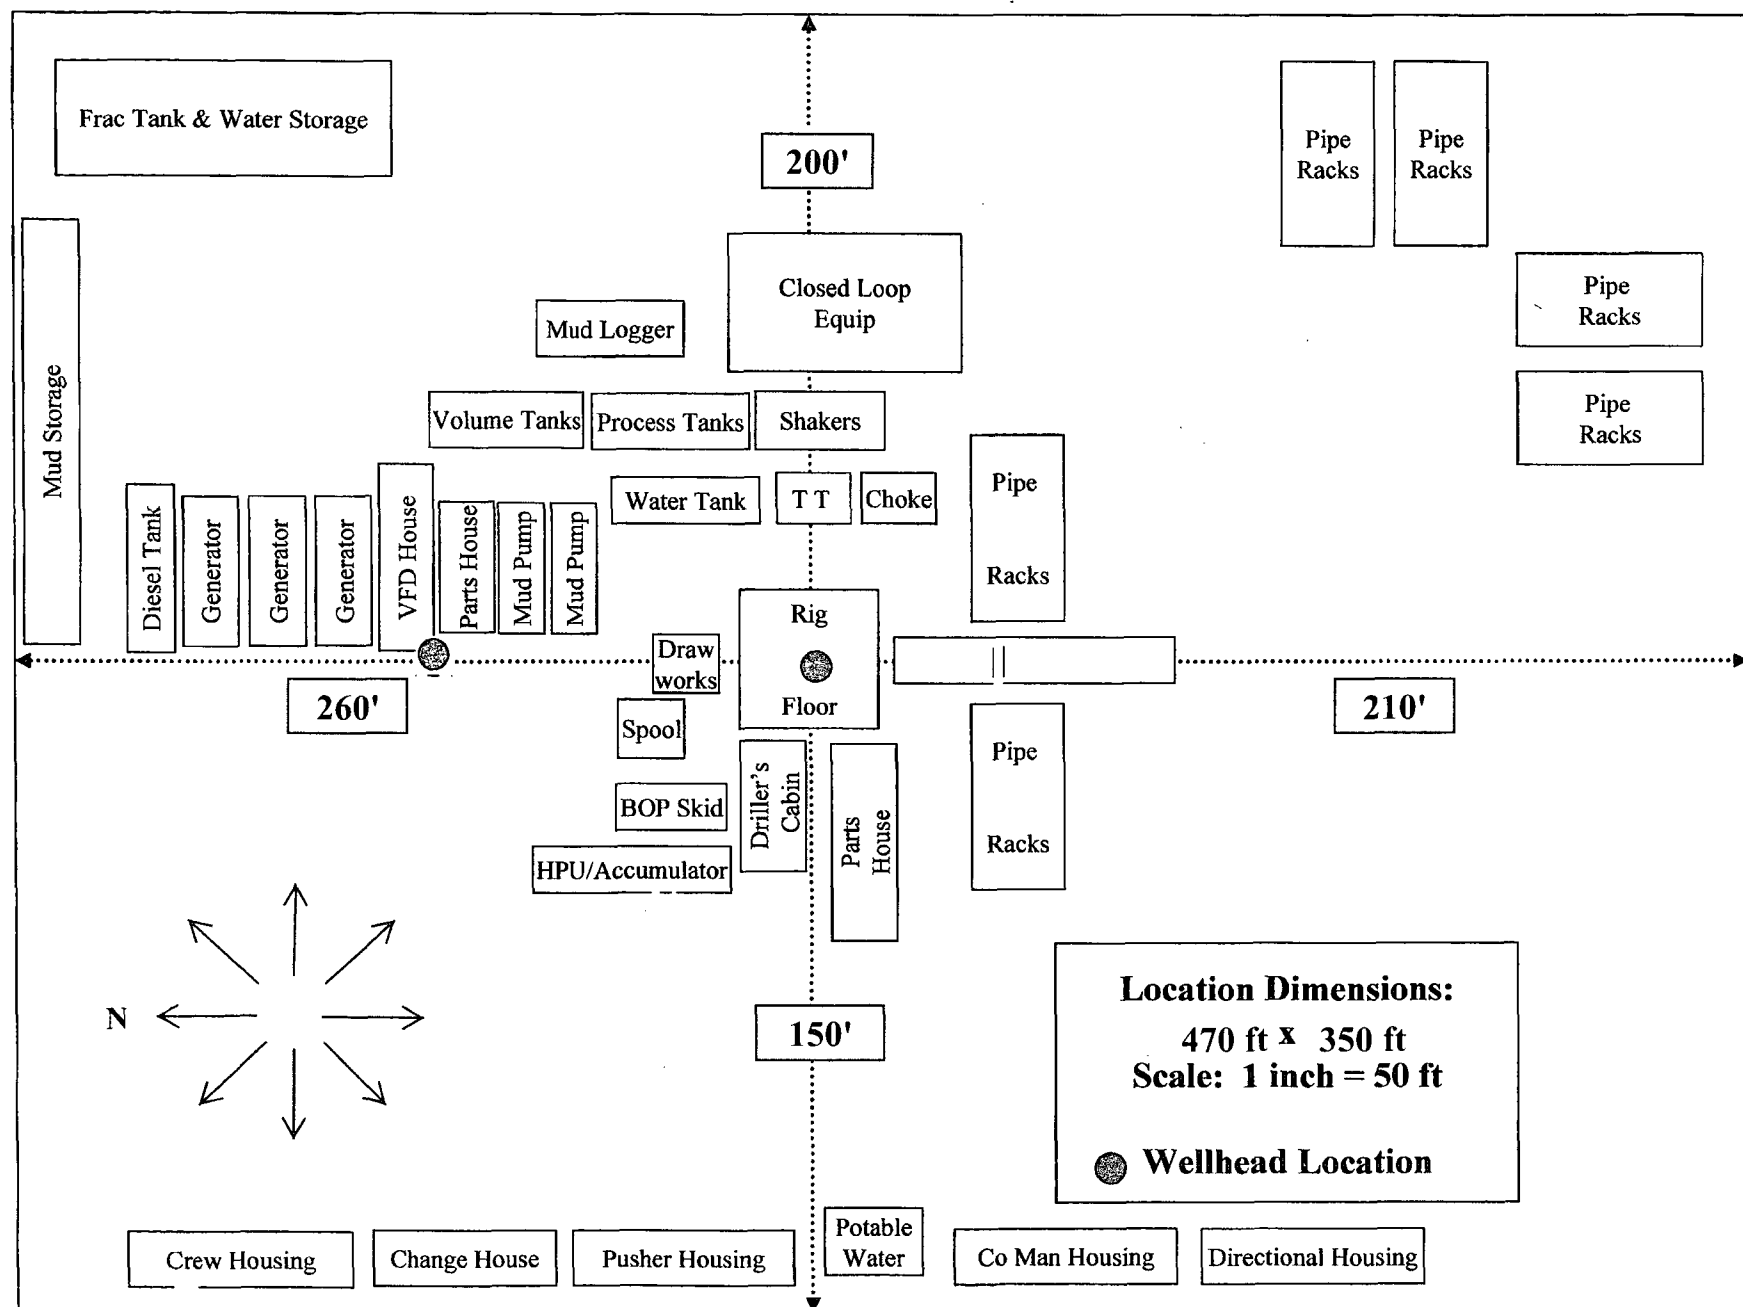 Frac Tank & Water Storage
200'
Pipe
Racks
Pipe
Racks
Closed Loop
Equip
Pipe
Racks
Mud Logger
Mud Storage
Volume Tanks
Process Tanks
Shakers
Pipe
Racks
Water Tank
T T
Choke
Pipe
Racks
Diesel Tank
Generator
Generator
Generator
VFD House
Parts House
Mud Pump
Mud Pump
Rig
Floor
Draw
works
260'
210'
Spool
Pipe
Racks
BOP Skid
Driller's
Cabin
Parts
House
HPU/Accumulator
N
150'
Location Dimensions:
470 ft x 350 ft
Scale: 1 inch = 50 ft
Wellhead Location
Crew Housing
Change House
Pusher Housing
Potable
Water
Co Man Housing
Directional Housing